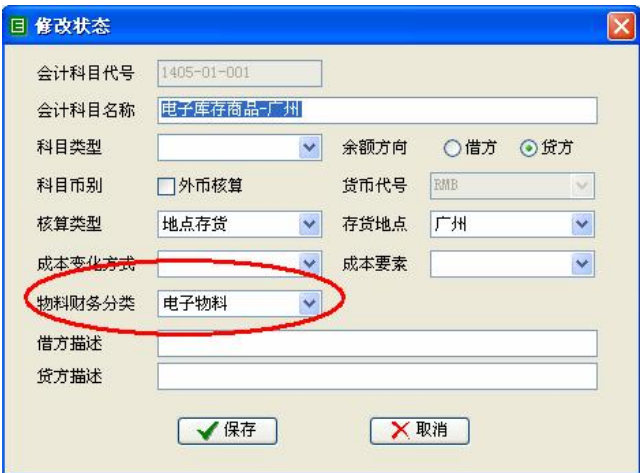 修改状态
会计科目代号 1405-01-001
会计科目名称 电子库存商品-广州
科目类型 余额方向 借方 贷方
科目币别 外币核算 货币代号 RMB
核算类型 地点存货 存货地点 广州
成本变化方式 成本要素
物料财务分类 电子物料
借方描述
贷方描述
保存 取消